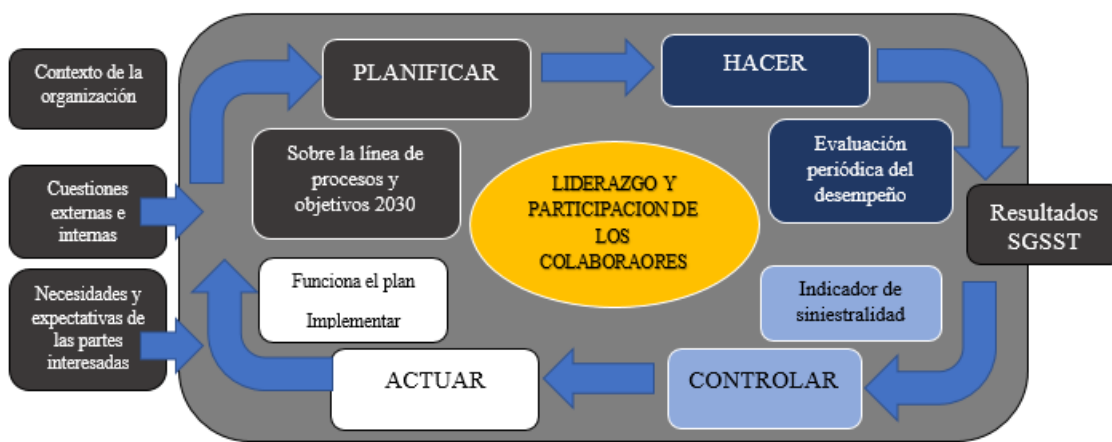 Contexto de la
organización
PLANIFICAR
HACER
Sobre la línea de
procesos y
objetivos 2030
Evaluación
periódica del
desempeño
LIDERAZGO Y
PARTICIPACION DE
LOS
COLABORAORES
Cuestiones
externas e
internas
Resultados
SGSST
Necesidades y
expectativas de
las partes
interesadas
Funciona el plan
Implementar
Indicador de
siniestralidad
ACTUAR
CONTROLAR